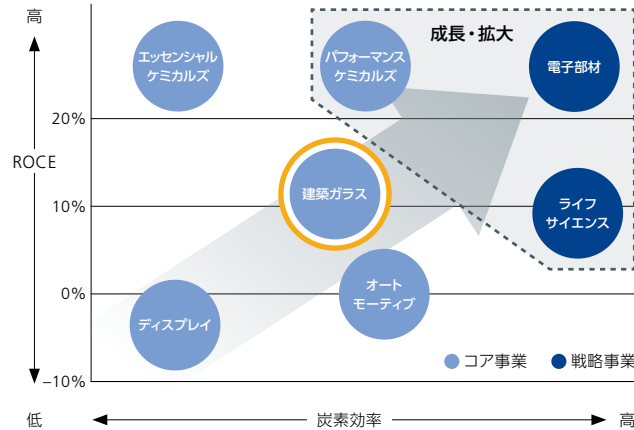 高
成長・拡大
エッセンシャル
ケミカルズ
パフォーマンス
ケミカルズ
電子部材
20%
ROCE
建築ガラス
ライフ
サイエンス
10%
オート
モーティブ
0%
ディスプレイ
コア事業
戦略事業
–10%
低
炭素効率
高